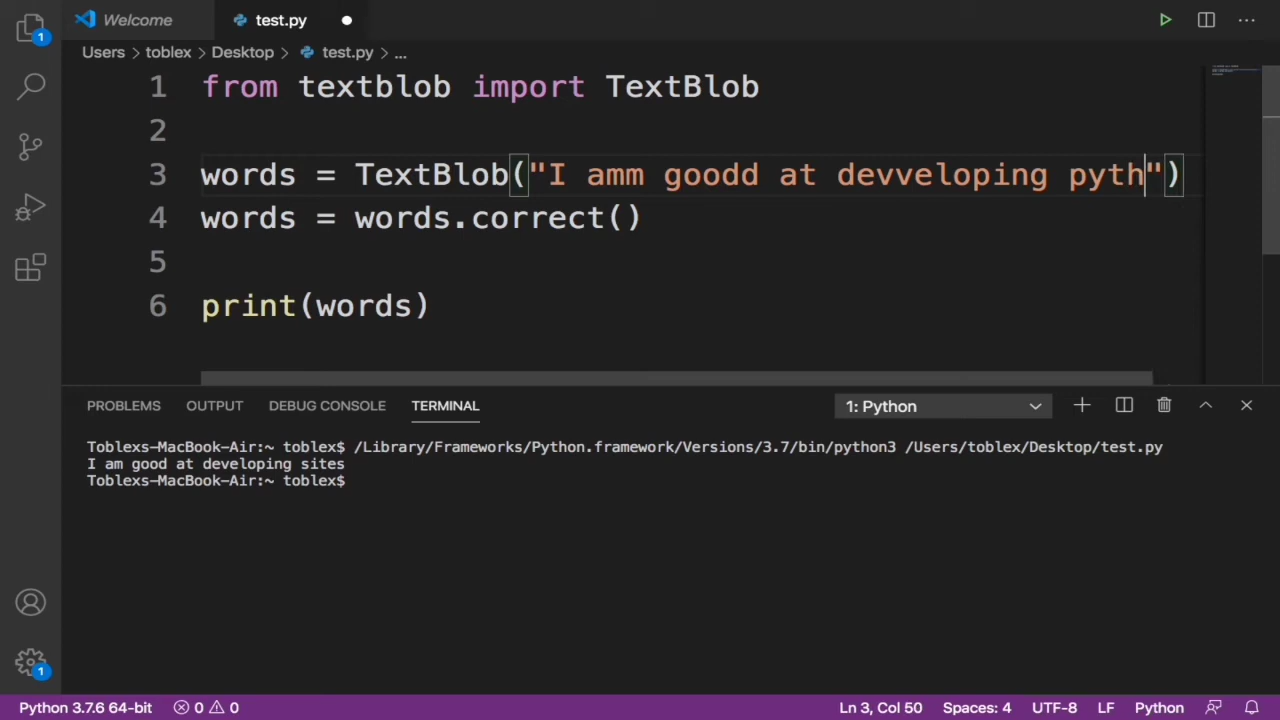 1
Welcome
test.py
Users > toblex > Desktop > test.py > ...
1 from textblob import TextBlob
2
3 words = TextBlob("I amm goodd at devveloping pyth")
4 words = words.correct()
5
6 print(words)
PROBLEMS OUTPUT DEBUG CONSOLE TERMINAL 1: Python
Toblexs-MacBook-Air:~ toblex$ /Library/Frameworks/Python.framework/Versions/3.7/bin/python3 /Users/toblex/Desktop/test.py
I am good at developing sites
Toblexs-MacBook-Air:~ toblex$
1
Python 3.7.6 64-bit 0 0 Ln 3, Col 50 Spaces: 4 UTF-8 LF Python